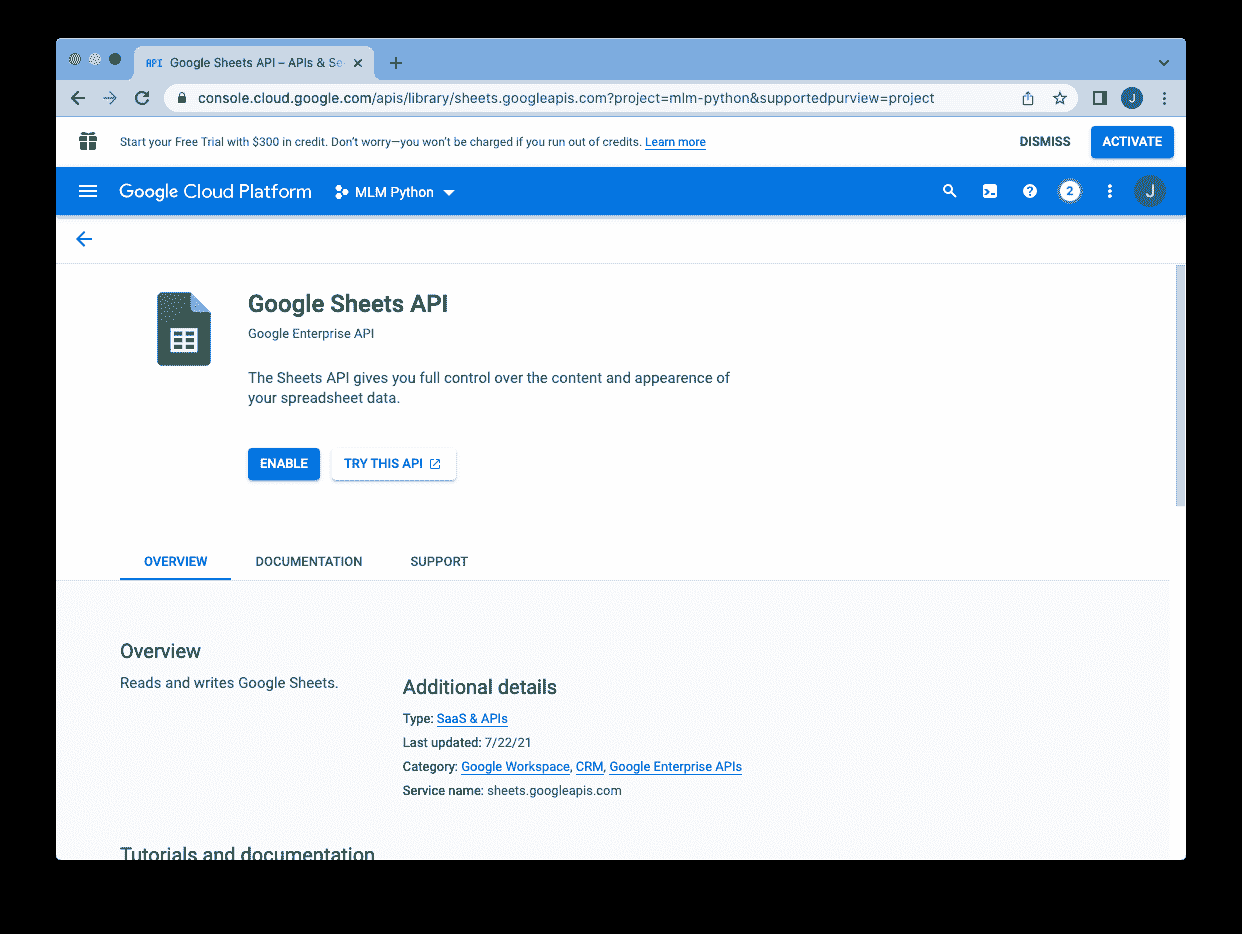 API Google Sheets API – APIs & Se
console.cloud.google.com/apis/library/sheets.googleapis.com?project=mlm-python&supportedpurview=project
J
Start your Free Trial with $300 in credit. Don't worry—you won't be charged if you run out of credits. Learn more
DISMISS
ACTIVATE
Google Cloud Platform
MLM Python
2
J
Google Sheets API
Google Enterprise API
The Sheets API gives you full control over the content and appearence of
your spreadsheet data.
ENABLE
TRY THIS API
OVERVIEW
DOCUMENTATION
SUPPORT
Overview
Reads and writes Google Sheets.
Additional details
Type: SaaS & APIs
Last updated: 7/22/21
Category: Google Workspace, CRM, Google Enterprise APIs
Service name: sheets.googleapis.com
Tutorials and documentation